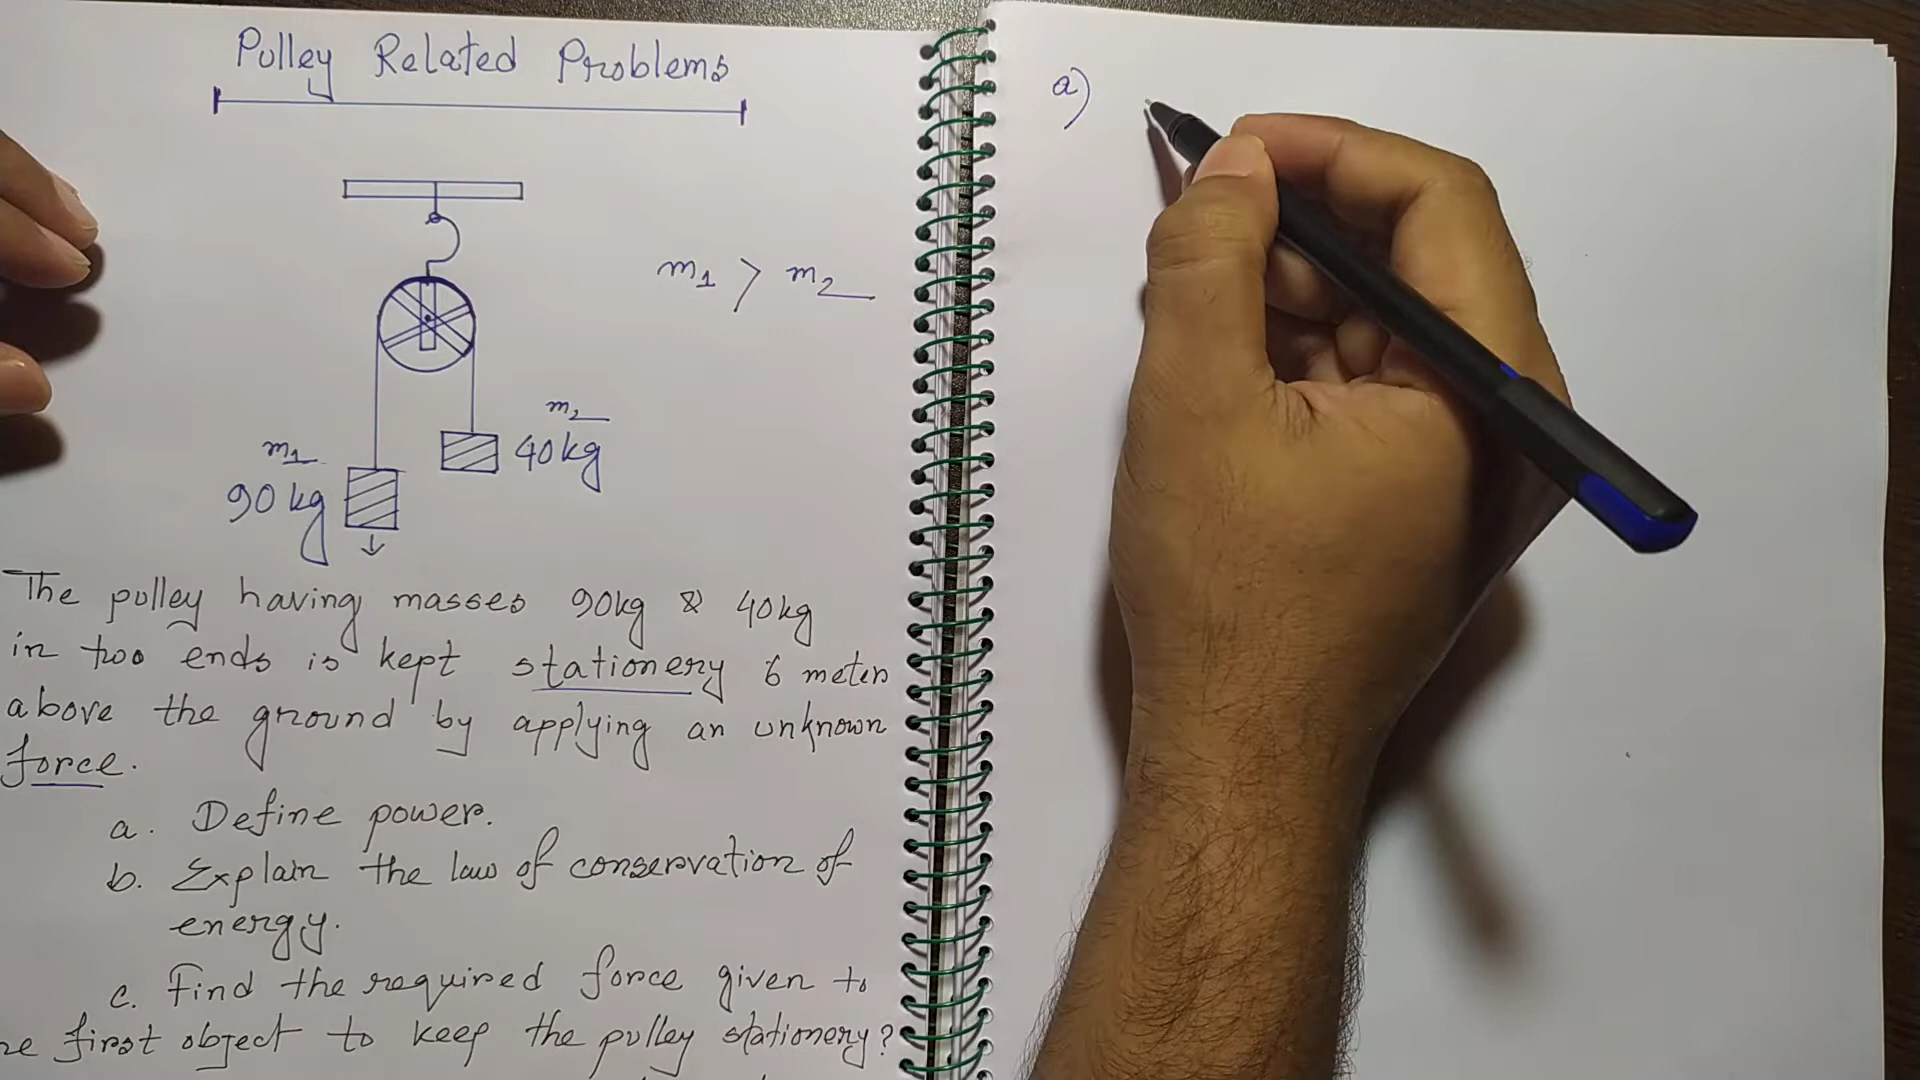 Pulley Related Problems
m1 > m2
m2
40kg
m1
90 kg
The pulley having masses 90kg & 40kg
in two ends is kept stationery 6 meter
above the ground by applying an unknown
force.
a. Define power.
b. Explain the law of conservation of
energy.
c. Find the required force given to
first object to keep the pulley stationery?
a)